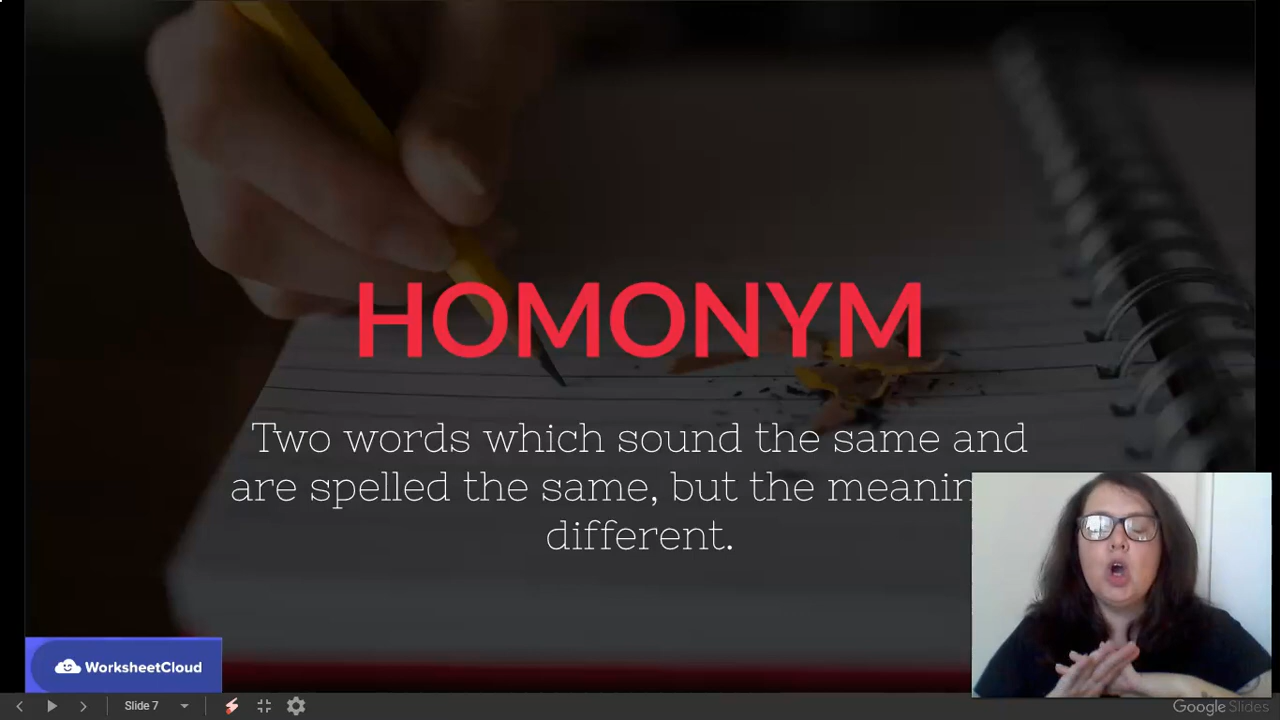 HOMONYM
Two words which sound the same and
are spelled the same, but the
different.
WorksheetCloud
Slide 7
Google Slides